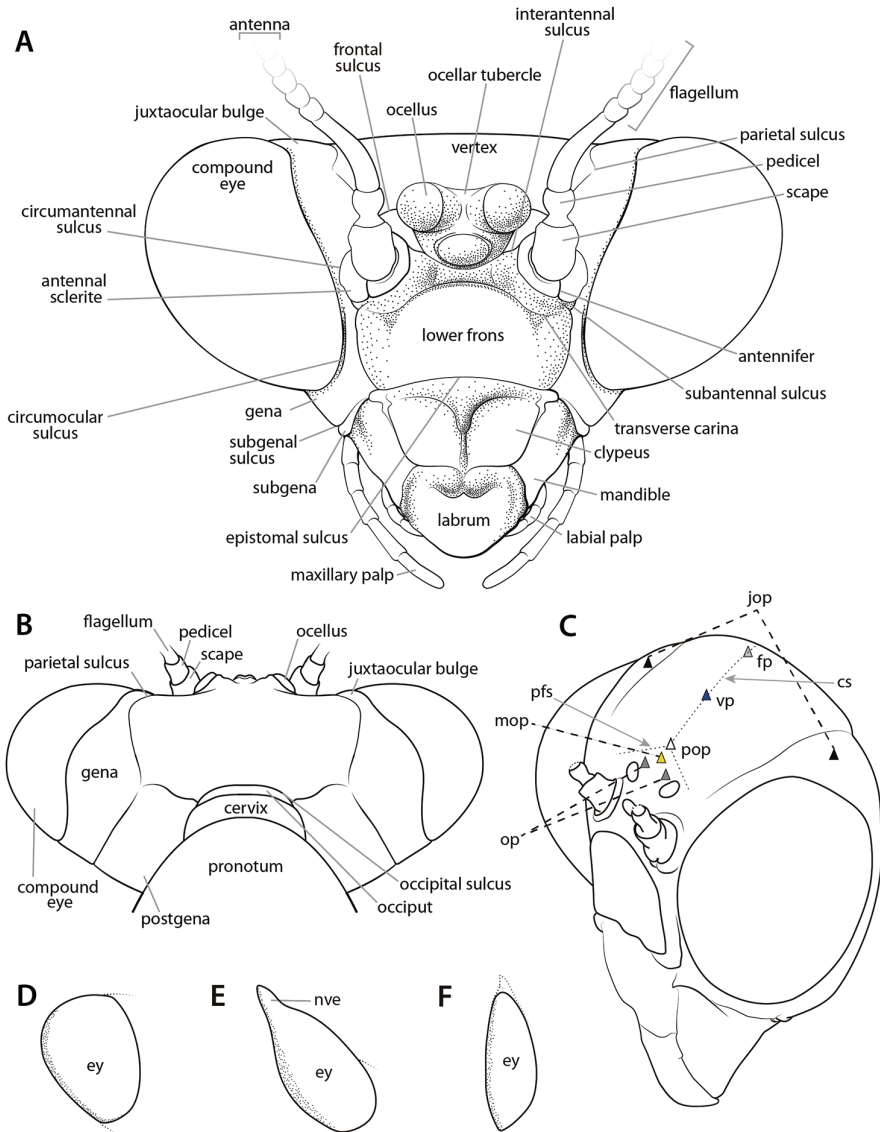 A
antenna
frontal
sulcus
interantennal
sulcus
ocellar tubercle
ocellus
flagellum
juxtaocular bulge
vertex
parietal sulcus
compound
eye
pedicel
scape
circumantennal
sulcus
antennal
sclerite
lower frons
antennifer
subantennal sulcus
circumocular
sulcus
gena
transverse carina
subgenal
sulcus
clypeus
subgena
mandible
labrum
epistomal sulcus
labial palp
maxillary palp
B
flagellum
pedicel
ocellus
scape
parietal sulcus
juxtaocular bulge
gena
cervix
pronotum
compound
eye
occipital sulcus
occiput
postgena
C
jop
fp
cs
pfs
vp
mop
pop
op
D
ey
E
nve
ey
F
ey